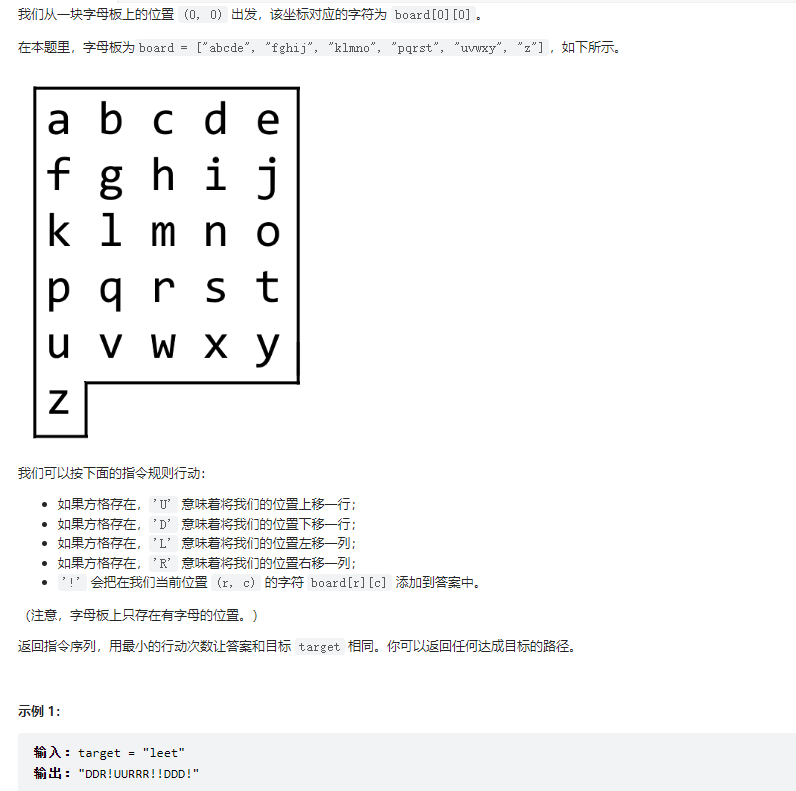 我们从一块字母板上的位置 (0, 0) 出发，该坐标对应的字符为 board[0][0]。
在本题里，字母板为 board = ["abcde", "fghij", "klmno", "pqrst", "uvwxy", "z"]，如下所示。
a b c d e
f g h i j
k l m n o
p q r s t
u v w x y
z
我们可以按下面的指令规则行动：
• 如果方格存在，'U' 意味着将我们的位置上移一行；
• 如果方格存在，'D' 意味着将我们的位置下移一行；
• 如果方格存在，'L' 意味着将我们的位置左移一列；
• 如果方格存在，'R' 意味着将我们的位置右移一列；
• '!' 会把在我们当前位置 (r, c) 的字符 board[r][c] 添加到答案中。
（注意，字母板上只存在有字母的位置。）
返回指令序列，用最小的行动次数让答案和目标 target 相同。你可以返回任何达成目标的路径。
示例 1：
输入：target = "leet"
输出："DDR!UURRR!!DDD!"